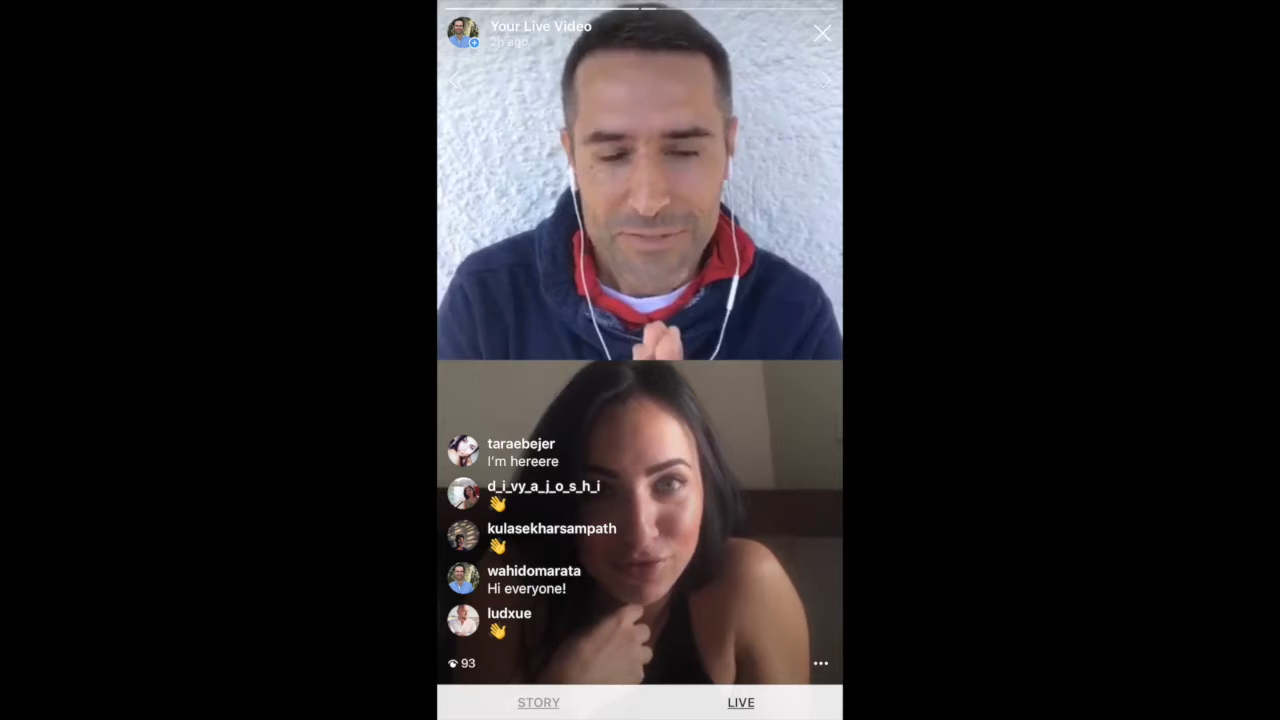 Your Live Video
2h ago
taraebejer
I'm hereere
d_i_vy_a_j_o_s_h_i
👋
kulasekharsampath
👋
wahidomarata
Hi everyone!
ludxue
👋
93
STORY
LIVE